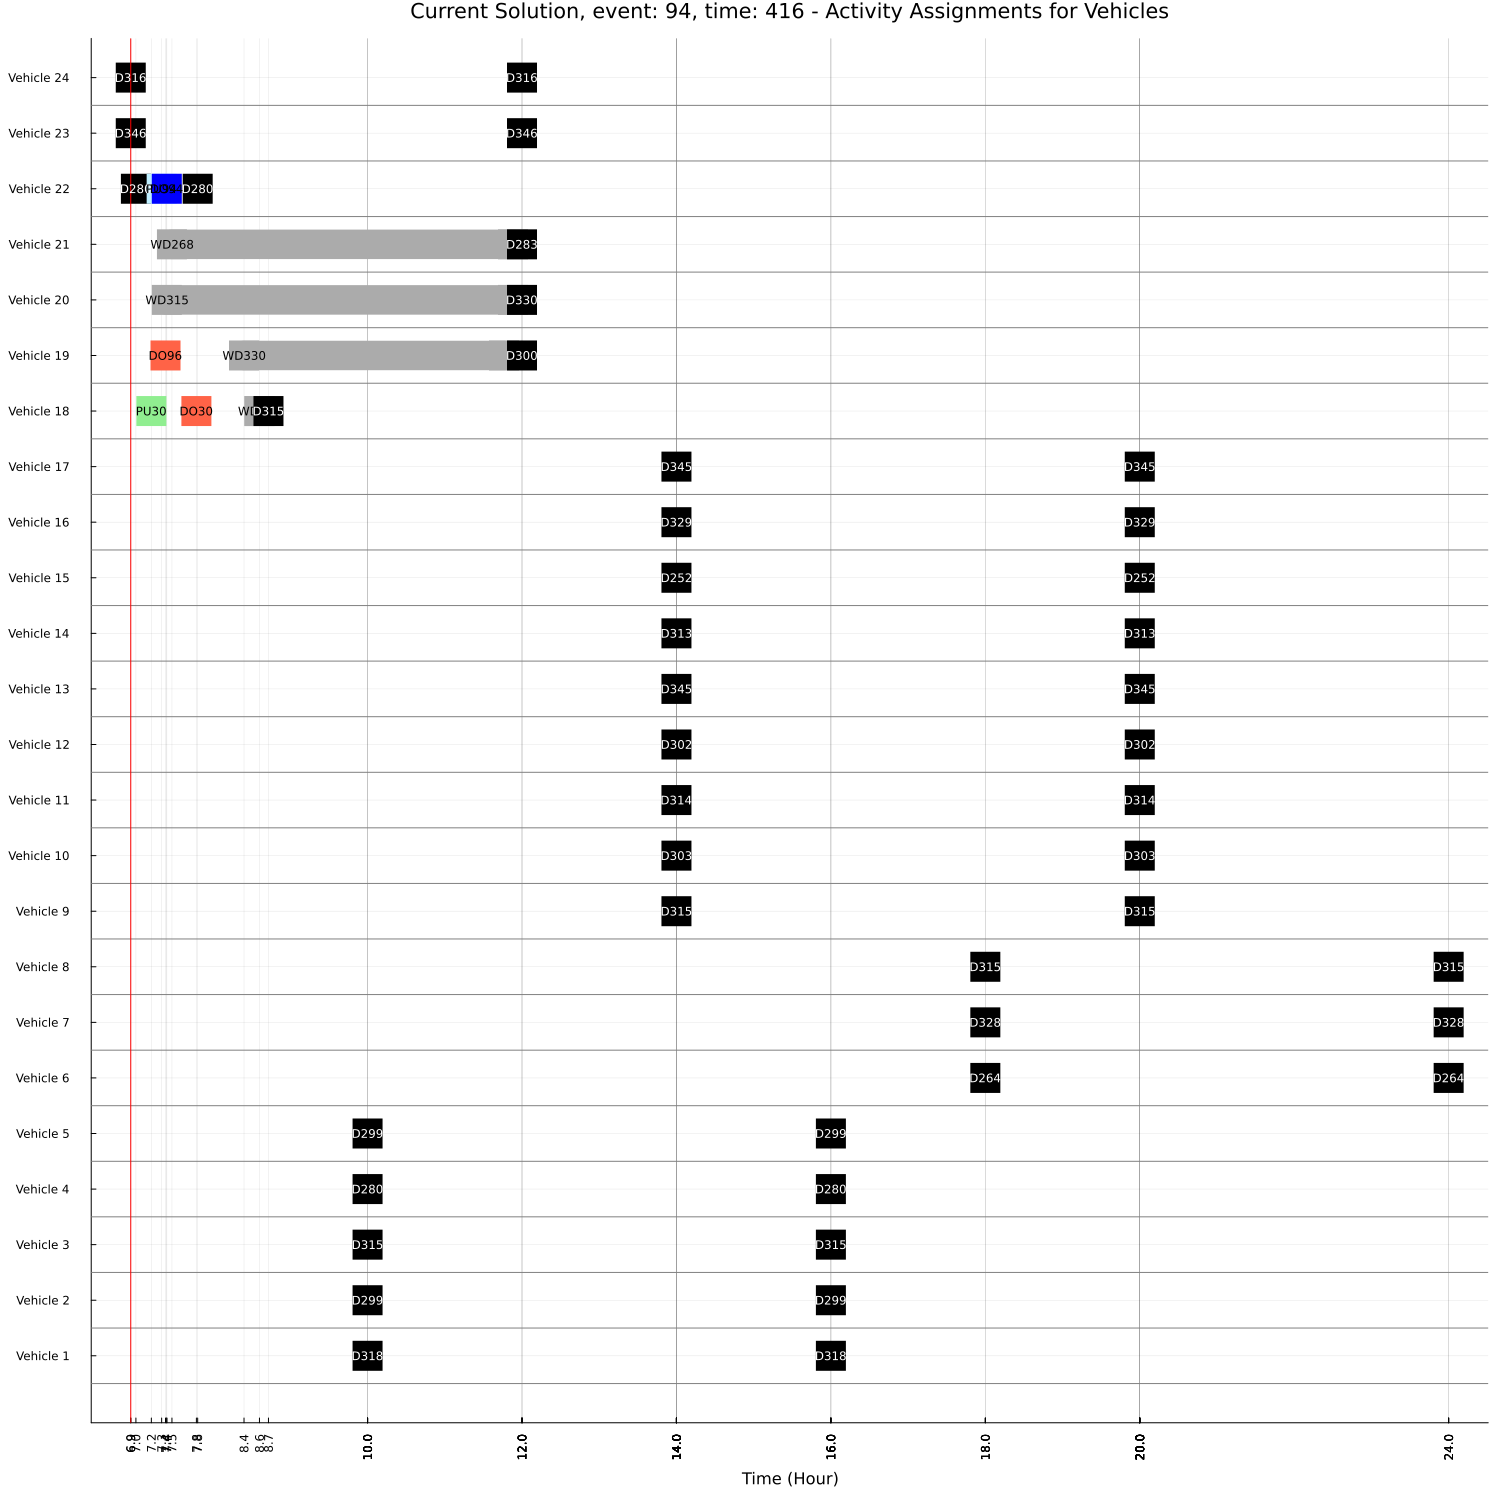 Current Solution, event: 94, time: 416 - Activity Assignments for Vehicles
Vehicle 24 D316 D316
Vehicle 23 D346 D346
Vehicle 22 D280 D280
Vehicle 21 WD268 D283
Vehicle 20 WD315 D330
Vehicle 19 DO96 WD330 D300
Vehicle 18 PU30 DO30 D315
Vehicle 17 D345 D345
Vehicle 16 D329 D329
Vehicle 15 D252 D252
Vehicle 14 D313 D313
Vehicle 13 D345 D345
Vehicle 12 D302 D302
Vehicle 11 D314 D314
Vehicle 10 D303 D303
Vehicle 9 D315 D315
Vehicle 8 D315 D315
Vehicle 7 D328 D328
Vehicle 6 D264 D264
Vehicle 5 D299 D299
Vehicle 4 D280 D280
Vehicle 3 D315 D315
Vehicle 2 D299 D299
Vehicle 1 D318 D318
6.9 7.0 7.2 7.5 7.8 8.4 8.6 8.7 10.0 12.0 14.0 16.0 18.0 20.0 24.0
Time (Hour)